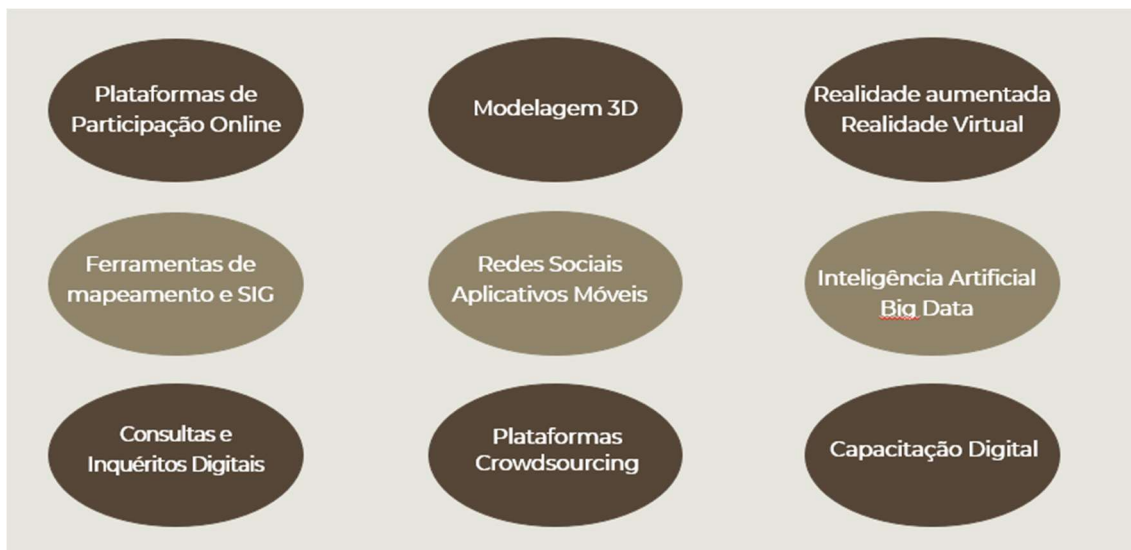 Plataformas de
Participação Online
Modelagem 3D
Realidade aumentada
Realidade Virtual
Ferramentas de
mapeamento e SIG
Redes Sociais
Aplicativos Móveis
Inteligência Artificial
Big Data
Consultas e
Inquéritos Digitais
Plataformas
Crowdsourcing
Capacitação Digital